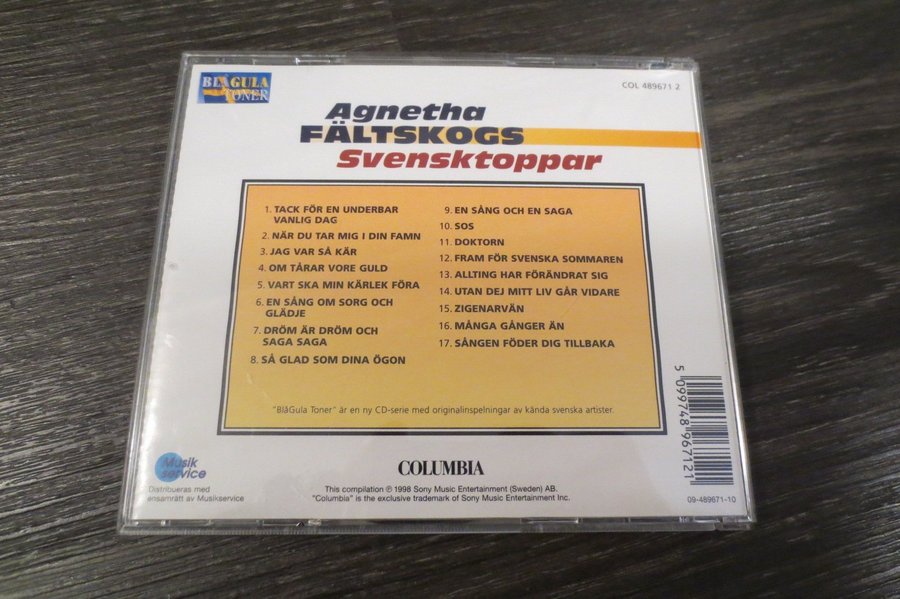 BLÅGULA
TONER
COL 489671 2
Agnetha
FÄLTSKOGS
Svensktoppar
1. TACK FÖR EN UNDERBAR
VANLIG DAG
2. NÄR DU TAR MIG I DIN FAMN
3. JAG VAR SÅ KÄR
4. OM TÅRAR VORE GULD
5. VART SKA MIN KÄRLEK FÖRA
6. EN SÅNG OM SORG OCH
GLÄDJE
7. DRÖM ÄR DRÖM OCH
SAGA SAGA
8. SÅ GLAD SOM DINA ÖGON
9. EN SÅNG OCH EN SAGA
10. SOS
11. DOKTORN
12. FRAM FÖR SVENSKA SOMMAREN
13. ALLTING HAR FÖRÄNDRAT SIG
14. UTAN DEJ MITT LIV GÅR VIDARE
15. ZIGENARVÄN
16. MÅNGA GÅNGER ÄN
17. SÅNGEN FÖDER DIG TILLBAKA
"BlåGula Toner" är en ny CD-serie med originalinspelningar av kända svenska artister.
5 099748 967121
Musik
service
Distribueras med
ensamrätt av Musikservice
COLUMBIA
This compilation ℗ 1998 Sony Music Entertainment (Sweden) AB.
"Columbia" is the exclusive trademark of Sony Music Entertainment Inc.
09-489671-10